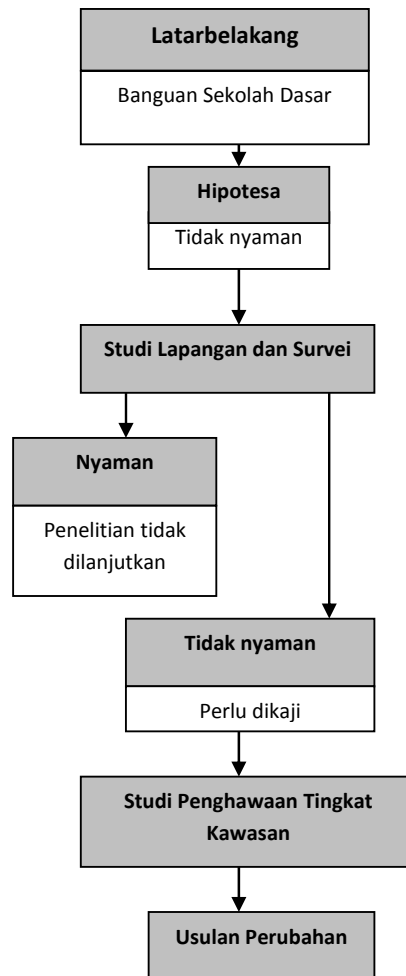 Latarbelakang
Banguan Sekolah Dasar
Hipotesa
Tidak nyaman
Studi Lapangan dan Survei
Nyaman
Penelitian tidak
dilanjutkan
Tidak nyaman
Perlu dikaji
Studi Penghawaan Tingkat
Kawasan
Usulan Perubahan